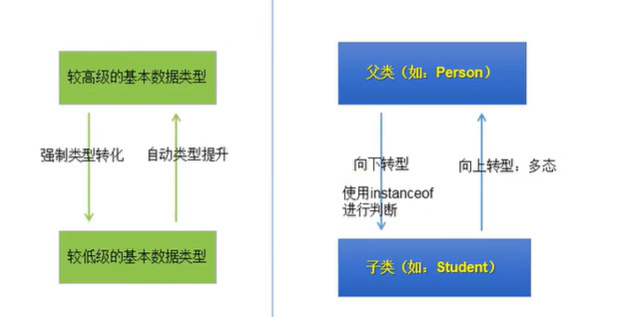 较高级的基本数据类型
强制类型转化
自动类型提升
较低级的基本数据类型
父类（如：Person）
向下转型
使用instanceof
进行判断
向上转型：多态
子类（如：Student）